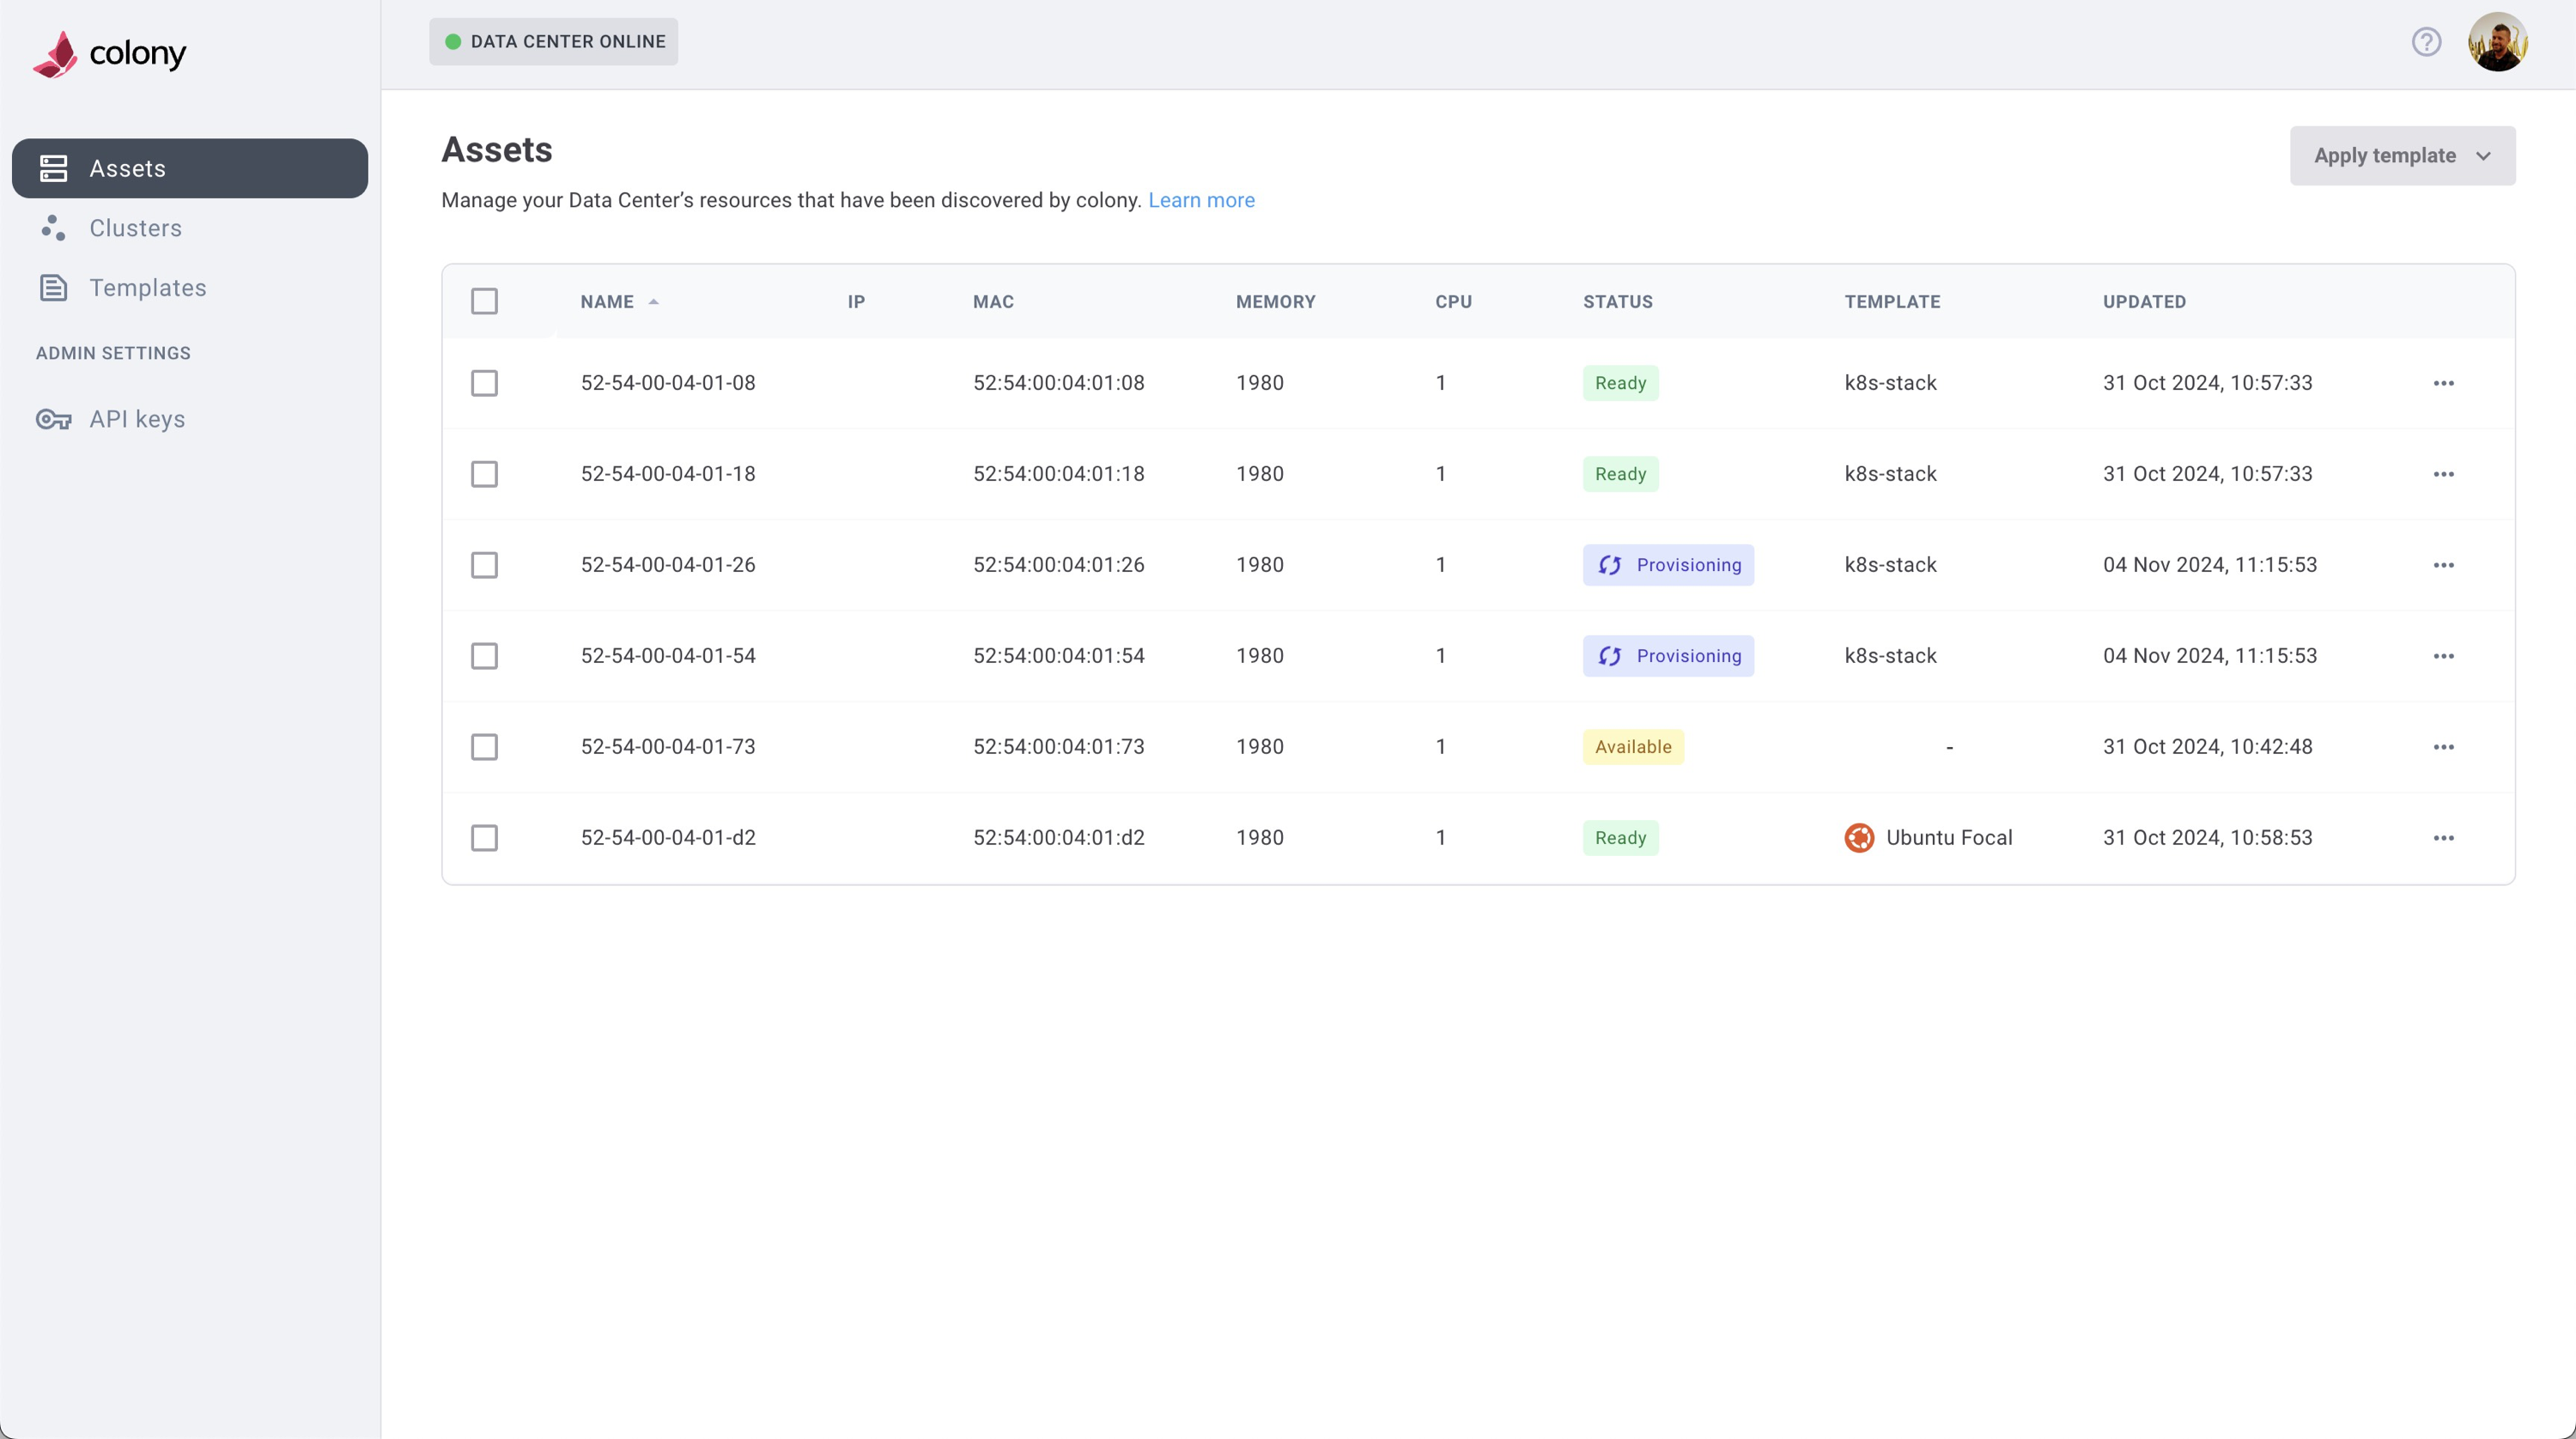 colony
DATA CENTER ONLINE
Assets
Clusters
Templates
ADMIN SETTINGS
API keys
Assets
Apply template
Manage your Data Center’s resources that have been discovered by colony. Learn more
NAME IP MAC MEMORY CPU STATUS TEMPLATE UPDATED
52-54-00-04-01-08 52:54:00:04:01:08 1980 1 Ready k8s-stack 31 Oct 2024, 10:57:33
52-54-00-04-01-18 52:54:00:04:01:18 1980 1 Ready k8s-stack 31 Oct 2024, 10:57:33
52-54-00-04-01-26 52:54:00:04:01:26 1980 1 Provisioning k8s-stack 04 Nov 2024, 11:15:53
52-54-00-04-01-54 52:54:00:04:01:54 1980 1 Provisioning k8s-stack 04 Nov 2024, 11:15:53
52-54-00-04-01-73 52:54:00:04:01:73 1980 1 Available - 31 Oct 2024, 10:42:48
52-54-00-04-01-d2 52:54:00:04:01:d2 1980 1 Ready Ubuntu Focal 31 Oct 2024, 10:58:53